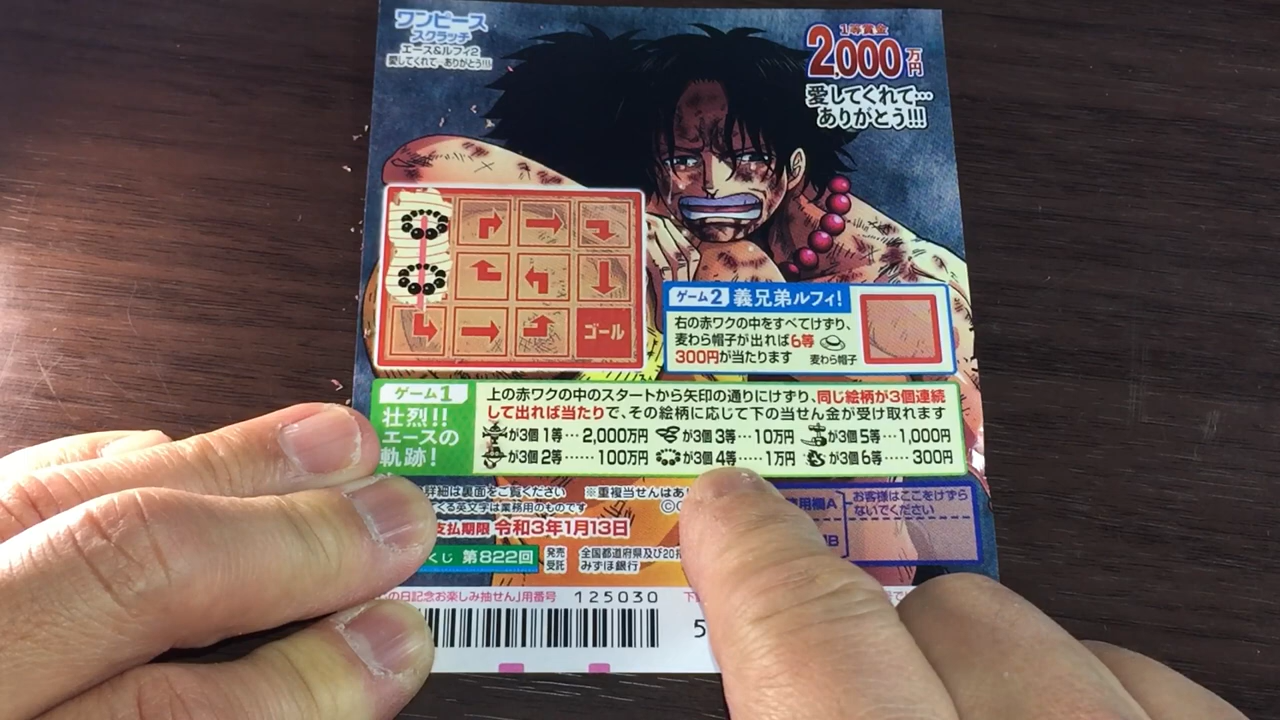 ワンピース
スクラッチ
エース&ルフィ2
愛してくれて…ありがとう!!!
1等賞金
2,000万円
愛してくれて…
ありがとう!!!
ゴール
ゲーム2 義兄弟ルフィ!
右の赤ワクの中をすべてけずり、
麦わら帽子が出れば6等
300円が当たります
麦わら帽子
ゲーム1
壮烈!!
エースの
軌跡!
上の赤ワクの中のスタートから矢印の通りにけずり、同じ絵柄が3個連続
して出れば当たりで、その絵柄に応じて下の当せん金が受け取れます
が3個 1等…2,000万円 が3個 3等…10万円 が3個 5等…1,000円
が3個 2等……100万円 が3個 4等…1万円 が3個 6等……300円
詳細は裏面をご覧ください ※重複当せんはあ
くる英文字は業務用のものです
支払期限 令和3年1月13日
くじ 第822回
発売
受託
全国都道府県及び20指
みずほ銀行
使用欄A
お客様はここをけずら
ないでください
B
の日記念お楽しみ抽せん」用番号 125030 下
5